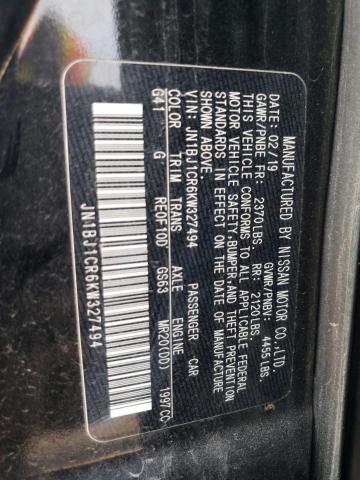 MANUFACTURED BY NISSAN MOTOR CO.,LTD.
DATE: 02/19 GVWR/PNBV: 4455 LBS.
GAWR/PNBE FR: 2370LBS. RR: 2120LBS.
THIS VEHICLE CONFORMS TO ALL APPLICABLE FEDERAL
MOTOR VEHICLE SAFETY, BUMPER, AND THEFT PREVENTION
STANDARDS IN EFFECT ON THE DATE OF MANUFACTURE
SHOWN ABOVE.
VIN: JN1BJ1CR6KW327494 PASSENGER CAR
COLOR TRIM TRANS AXLE ENGINE
G41 G RE0F10D GS63 MR20(DD) 1997CC
JN1BJ1CR6KW327494